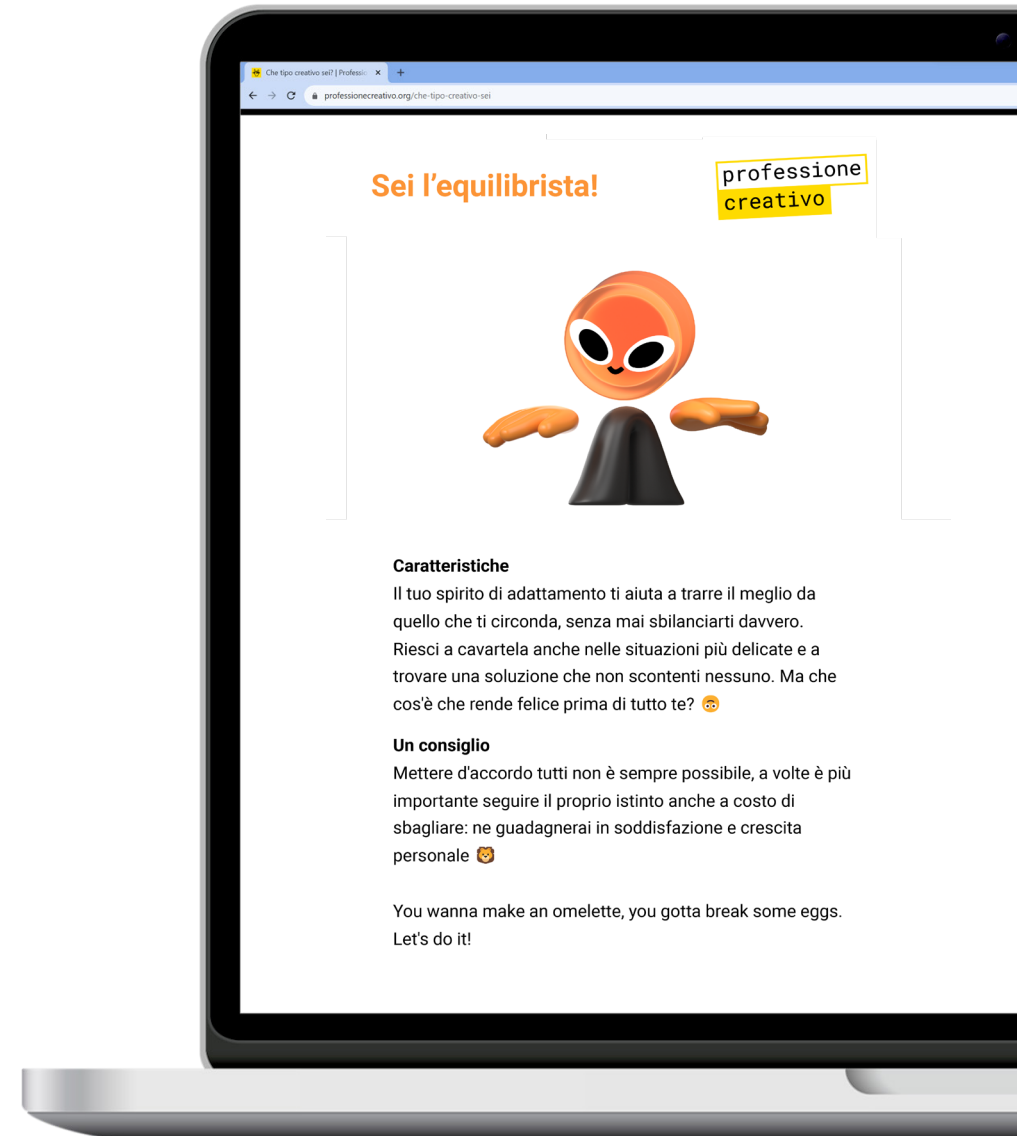 Che tipo creativo sei? | Professio
professionecreativo.org/che-tipo-creativo-sei
Sei l’equilibrista!
professione
creativo
Caratteristiche
Il tuo spirito di adattamento ti aiuta a trarre il meglio da
quello che ti circonda, senza mai sbilanciarti davvero.
Riesci a cavartela anche nelle situazioni più delicate e a
trovare una soluzione che non scontenti nessuno. Ma che
cos'è che rende felice prima di tutto te? 🙃
Un consiglio
Mettere d'accordo tutti non è sempre possibile, a volte è più
importante seguire il proprio istinto anche a costo di
sbagliare: ne guadagnerai in soddisfazione e crescita
personale 🦁
You wanna make an omelette, you gotta break some eggs.
Let's do it!